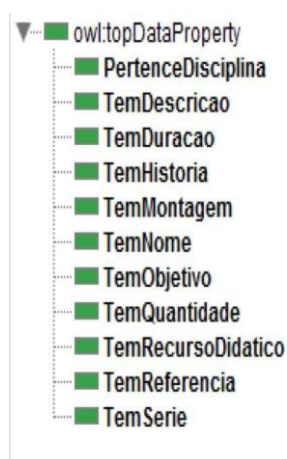 owl:topDataProperty
PertenceDisciplina
TemDescricao
TemDuracao
TemHistoria
TemMontagem
TemNome
TemObjetivo
TemQuantidade
TemRecursoDidatico
TemReferencia
TemSerie